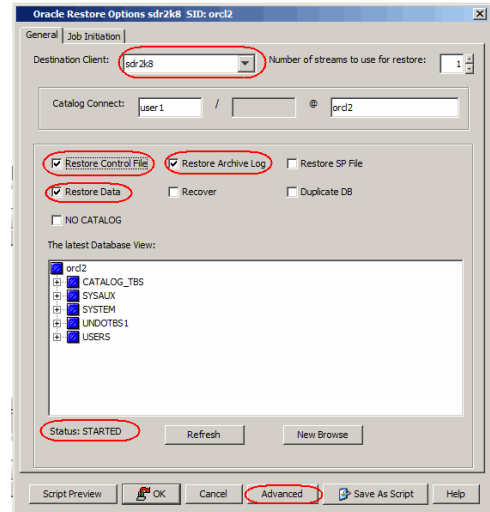 Oracle Restore Options sdr2k8 SID: orcl2
General Job Initiation
Destination Client: sdr2k8 Number of streams to use for restore: 1
Catalog Connect: user1 / @ orcl2
Restore Control File Restore Archive Log Restore SP File
Restore Data Recover Duplicate DB
NO CATALOG
The latest Database View:
orcl2
CATALOG_TBS
SYSAUX
SYSTEM
UNDOTBS1
USERS
Status: STARTED Refresh New Browse
Script Preview OK Cancel Advanced Save As Script Help